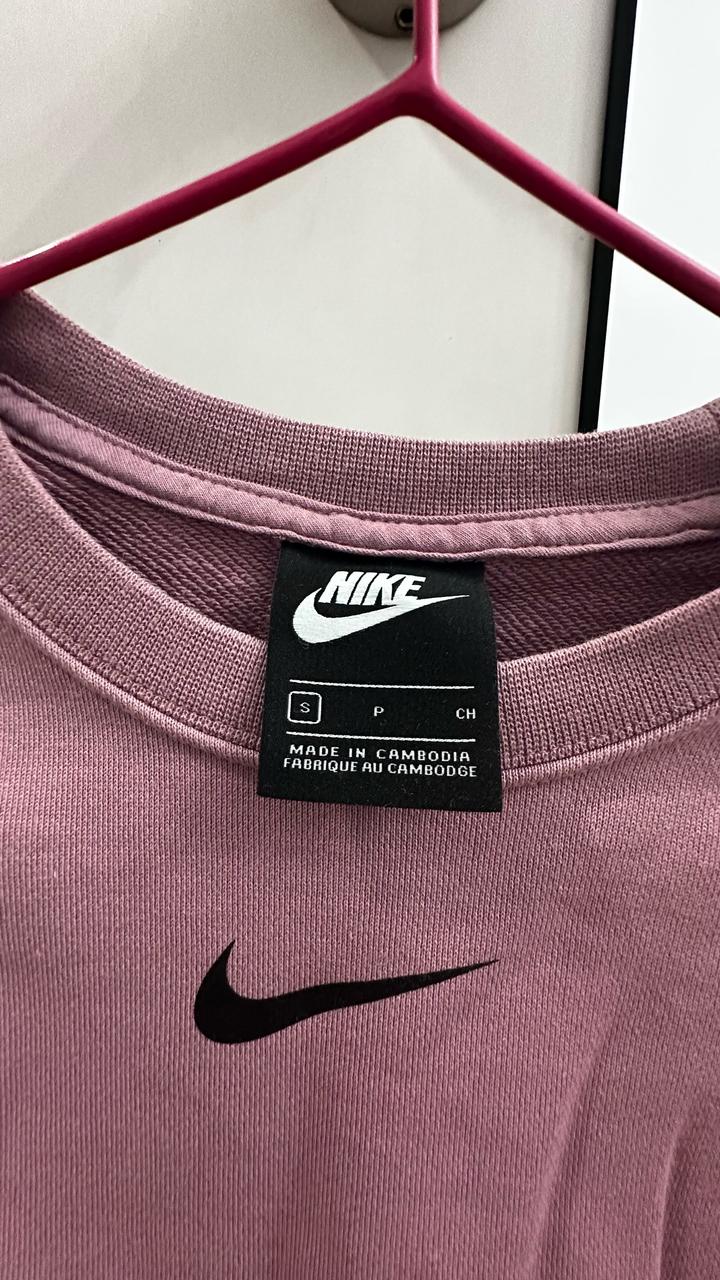 NIKE
S P CH
MADE IN CAMBODIA
FABRIQUE AU CAMBODGE